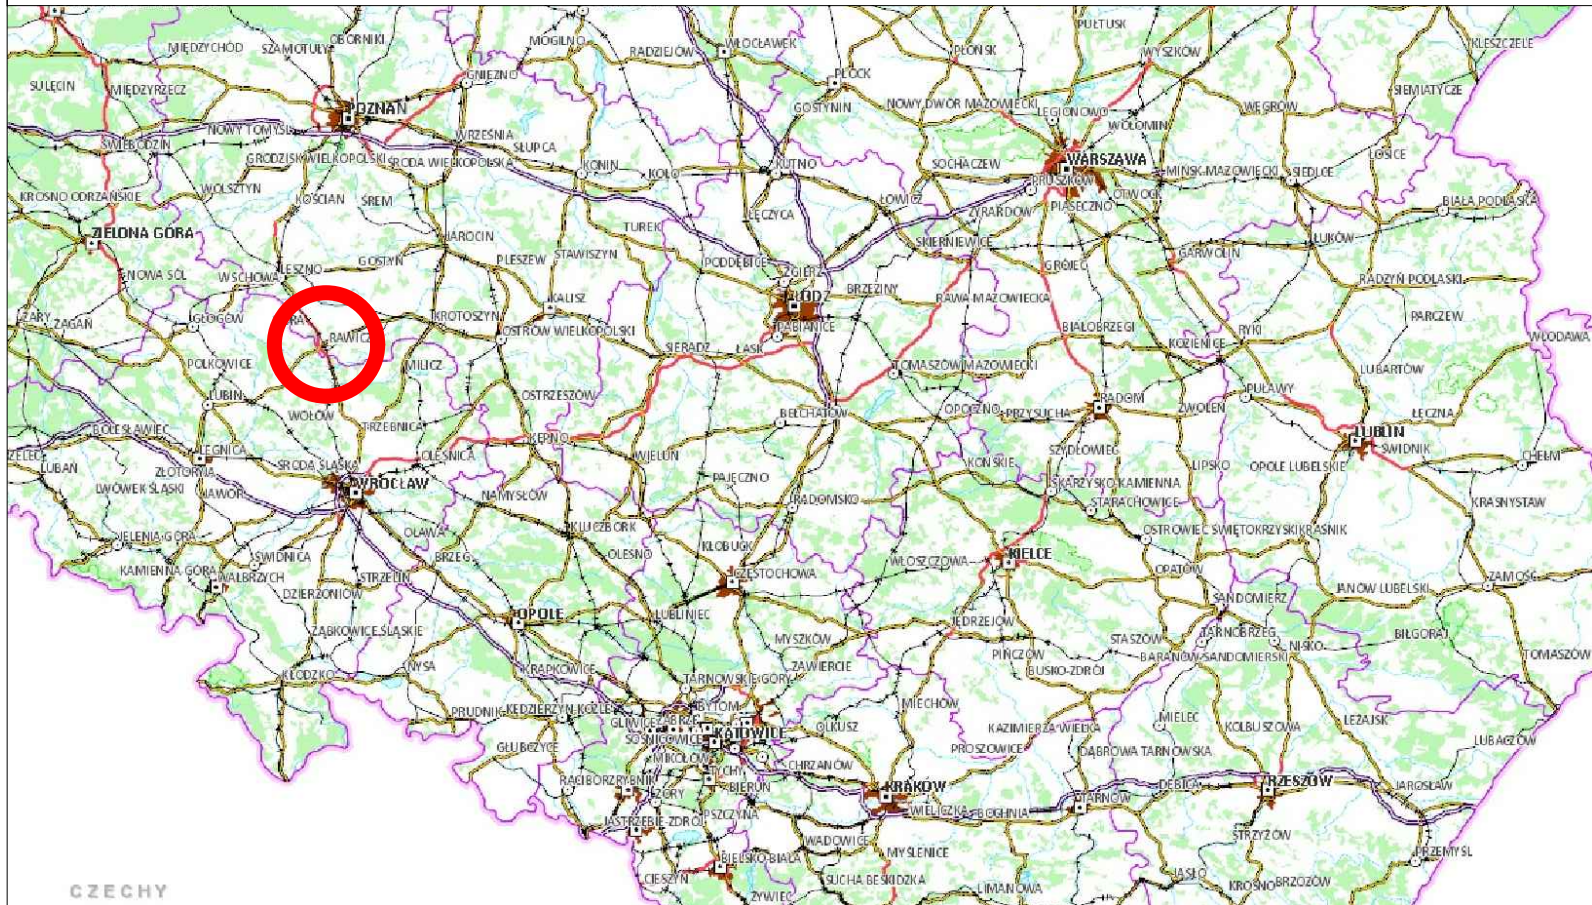 OBORNIKI
MOGILNO
PUŁTUSK
MIĘDZYCHÓD
SZAMOTUŁY
RADZIEJÓW
WŁOCŁAWEK
PŁOŃSK
WYSZKÓW
KLESZCZELE
GNIEZNO
PŁOCK
SULĘCIN
MIĘDZYRZECZ
GOSTYNIN
NOWY DWÓR MAZOWIECKI
LEGIONOWO
WĘGRÓW
SIEMIATYCZE
POZNAŃ
WOŁOMIN
NOWY TOMYŚL
WRZEŚNIA
SŁUPCA
ŚWIEBODZIN
GRODZISK WIELKOPOLSKI
ŚRODA WIELKOPOLSKA
KONIN
KOŁO
KUTNO
SOCHACZEW
WARSZAWA
ŁOSICE
WOLSZTYN
MIŃSK MAZOWIECKI
SIEDLCE
KROSNO ODRZAŃSKIE
KOŚCIAN
ŚREM
PRUSZKÓW
OTWOCK
ŁOWICZ
ŻYRARDÓW
PIASECZNO
BIAŁA PODLASKA
ŁĘCZYCA
TUREK
ZIELONA GÓRA
JAROCIN
SKIERNIEWICE
ŁUKÓW
GOSTYŃ
PLESZEW
STAWISZYN
PODDĘBICE
GRÓJEC
GARWOLIN
NOWA SÓL
WSCHOWA
LESZNO
ZGIERZ
BRZEZINY
RADZYŃ PODLASKI
KALISZ
ŁÓDŹ
RAWA MAZOWIECKA
ŻARY
ŻAGAŃ
GŁOGÓW
RAWICZ
KROTOSZYN
OSTRÓW WIELKOPOLSKI
PABIANICE
BIAŁOBRZEGI
RYKI
PARCZEW
WŁODAWA
SIERADZ
ŁASK
KOZIENICE
POLKOWICE
MILICZ
TOMASZÓW MAZOWIECKI
LUBARTÓW
LUBIN
OSTRZESZÓW
PUŁAWY
WOŁÓW
BEŁCHATÓW
OPOCZNO
PRZYSUCHA
RADOM
ZWOLEŃ
ŁĘCZNA
BOLESŁAWIEC
TRZEBNICA
KĘPNO
LUBLIN
ZELEC
LEGNICA
OLEŚNICA
WIELUŃ
SZYDŁOWIEC
ŚWIDNIK
CHEŁM
LUBAŃ
ZŁOTORYJA
ŚRODA ŚLĄSKA
KOŃSKIE
LIPSKO
OPOLE LUBELSKIE
LWÓWEK ŚLĄSKI
JAWOR
WROCŁAW
NAMYSŁÓW
PAJĘCZNO
RADOMSKO
SKARŻYSKO-KAMIENNA
STARACHOWICE
KRASNYSTAW
JELENIA GÓRA
OŁAWA
KLUCZBORK
OSTROWIEC ŚWIĘTOKRZYSKI
KRAŚNIK
ŚWIDNICA
BRZEG
OLESNO
KŁOBUCK
WŁOSZCZOWA
KIELCE
KAMIENNA GÓRA
WAŁBRZYCH
STRZELIN
CZĘSTOCHOWA
OPATÓW
DZIERŻONIÓW
JANÓW LUBELSKI
ZAMOŚĆ
OPOLE
LUBLINIEC
SANDOMIERZ
ZĄBKOWICE ŚLĄSKIE
MYSZKÓW
JĘDRZEJÓW
STASZÓW
TARNOBRZEG
NISKO
BIŁGORAJ
NYSA
KRAPKOWICE
ZAWIERCIE
PIŃCZÓW
BUSKO-ZDRÓJ
BARANÓW SANDOMIERSKI
TOMASZÓW
KŁODZKO
TARNOWSKIE GÓRY
PRUDNIK
KĘDZIERZYN-KOŹLE
BYTOM
MIECHÓW
GLIWICE
ZABRZE
OLKUSZ
KAZIMIERZA WIELKA
MIELEC
KOLBUSZOWA
LEŻAJSK
GŁUBCZYCE
SOŚNICOWICE
KATOWICE
PROSZOWICE
DĄBROWA TARNOWSKA
LUBACZÓW
MIKOŁÓW
CHRZANÓW
RACIBÓRZ
RYBNIK
TYCHY
BIERUŃ
KRAKÓW
DĘBICA
RZESZÓW
JAROSŁAW
ŻORY
PSZCZYNA
WIELICZKA
BOCHNIA
TARNÓW
JASTRZĘBIE-ZDRÓJ
WADOWICE
STRZYŻÓW
BIELSKO-BIAŁA
MYŚLENICE
PRZEMYŚL
CIESZYN
SUCHA BESKIDZKA
JASŁO
CZECHY
ŻYWIEC
LIMANOWA
KROSNO
BRZOZÓW